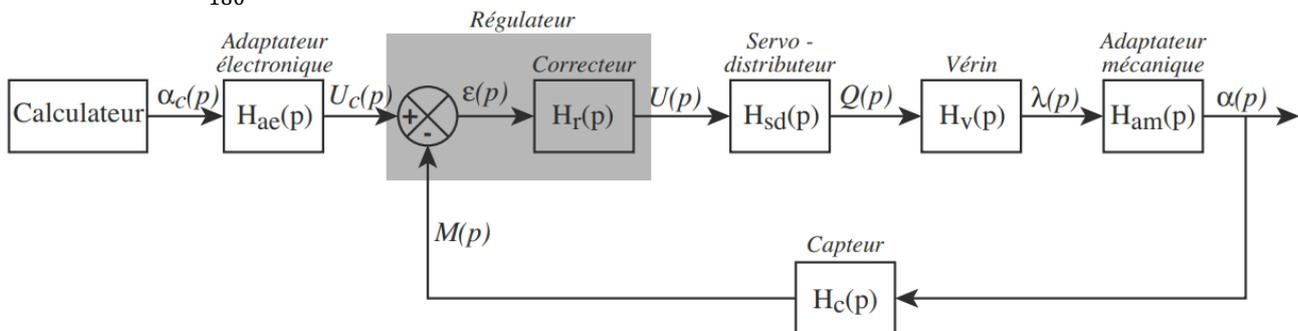 180
Régulateur
Adaptateur
électronique
Correcteur
Servo -
distributeur
Vérin
Adaptateur
mécanique
Calculateur
αc(p)
Hae(p)
Uc(p)
+
-
ε(p)
Hr(p)
U(p)
Hsd(p)
Q(p)
Hv(p)
λ(p)
Ham(p)
α(p)
M(p)
Capteur
Hc(p)